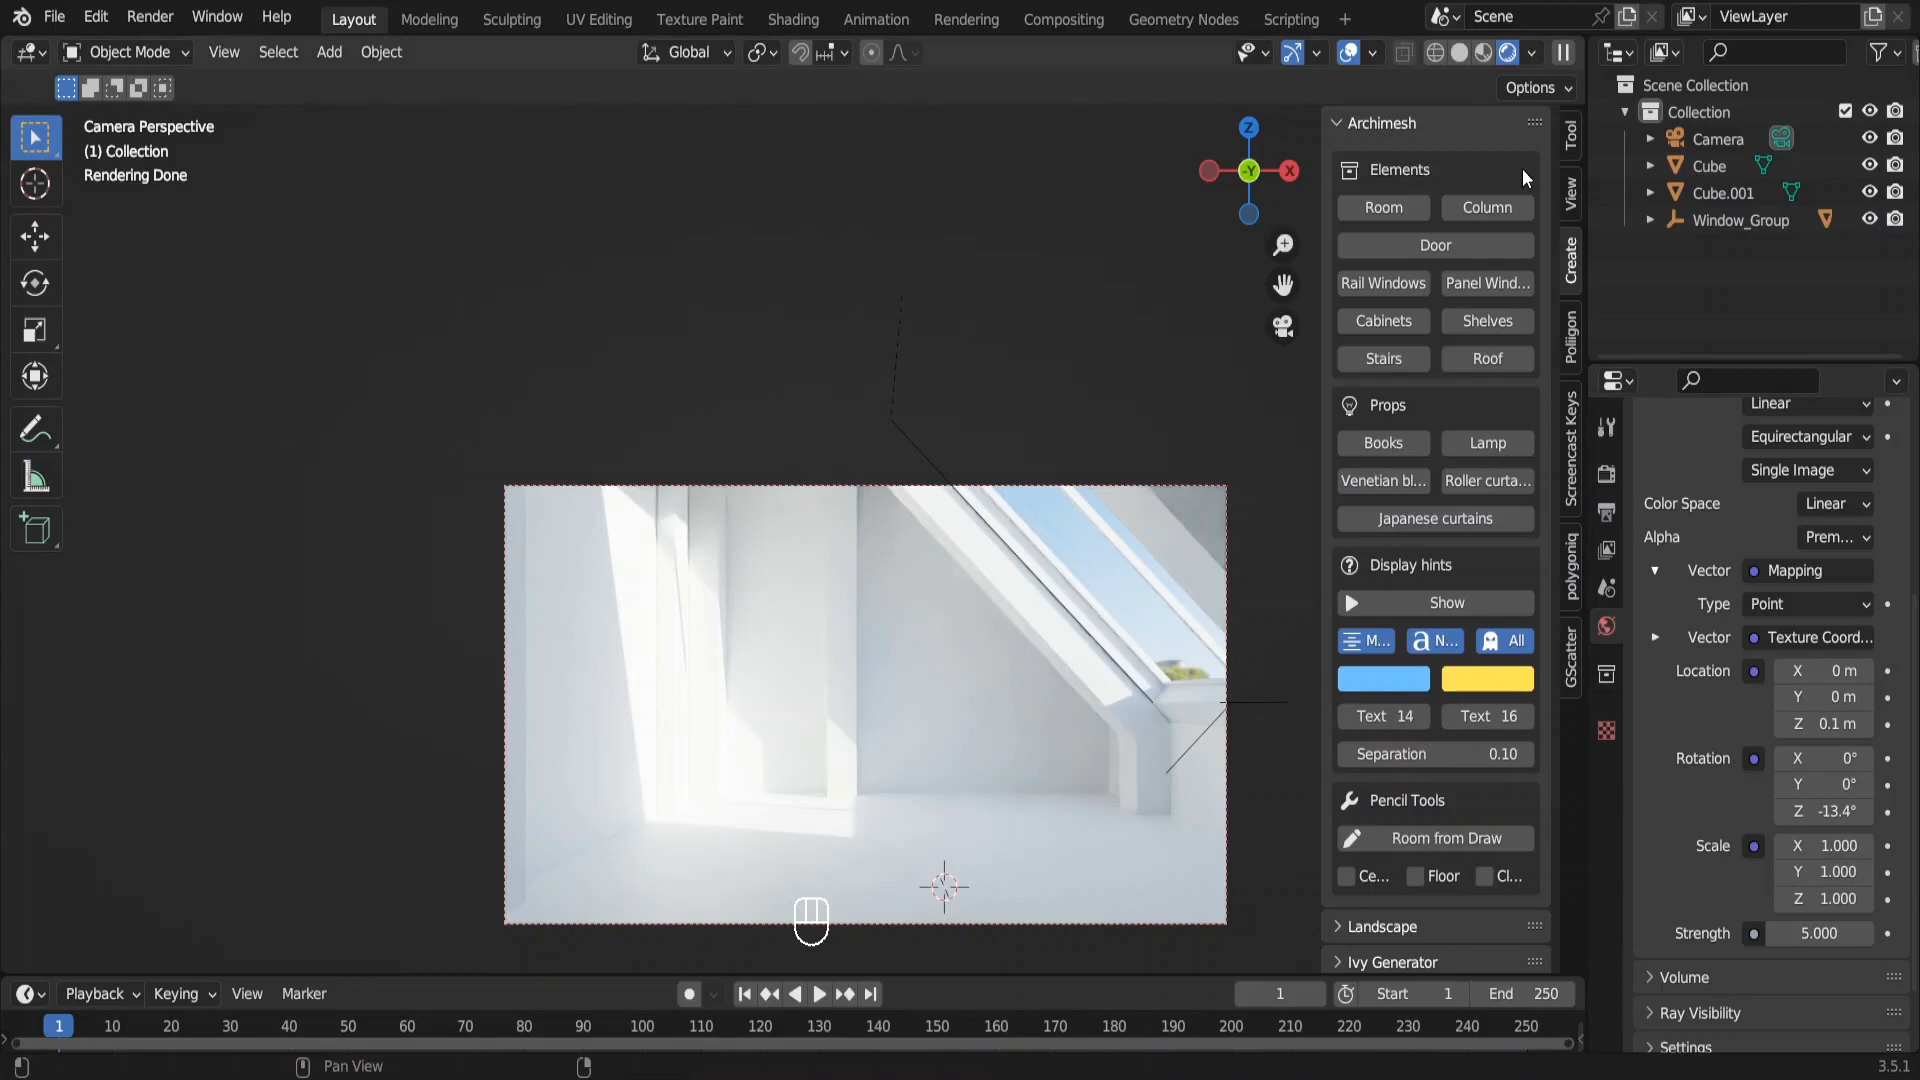 File Edit Render Window Help Layout Modeling Sculpting UV Editing Texture Paint Shading Animation Rendering Compositing Geometry Nodes Scripting + Scene ViewLayer
Object Mode View Select Add Object Global
Options
Camera Perspective
(1) Collection
Rendering Done
Z
-Y
X
Archimesh
Elements
Room Column
Door
Rail Windows Panel Wind...
Cabinets Shelves
Stairs Roof
Props
Books Lamp
Venetian bl... Roller curta...
Japanese curtains
Display hints
Show
M... a N... All
Text 14 Text 16
Separation 0.10
Pencil Tools
Room from Draw
Ce... Floor Cl...
Landscape
Ivy Generator
Tool
View
Create
Poliigon
Screencast Keys
polygoniq
GScatter
Scene Collection
Collection
Camera
Cube
Cube.001
Window_Group
Linear
Equirectangular
Single Image
Color Space Linear
Alpha Prem...
Vector Mapping
Type Point
Vector Texture Coord...
Location X 0 m
Y 0 m
Z 0.1 m
Rotation X 0°
Y 0°
Z -13.4°
Scale X 1.000
Y 1.000
Z 1.000
Strength 5.000
Volume
Ray Visibility
Settings
Playback Keying View Marker 1 Start 1 End 250
1 10 20 30 40 50 60 70 80 90 100 110 120 130 140 150 160 170 180 190 200 210 220 230 240 250
Pan View 3.5.1